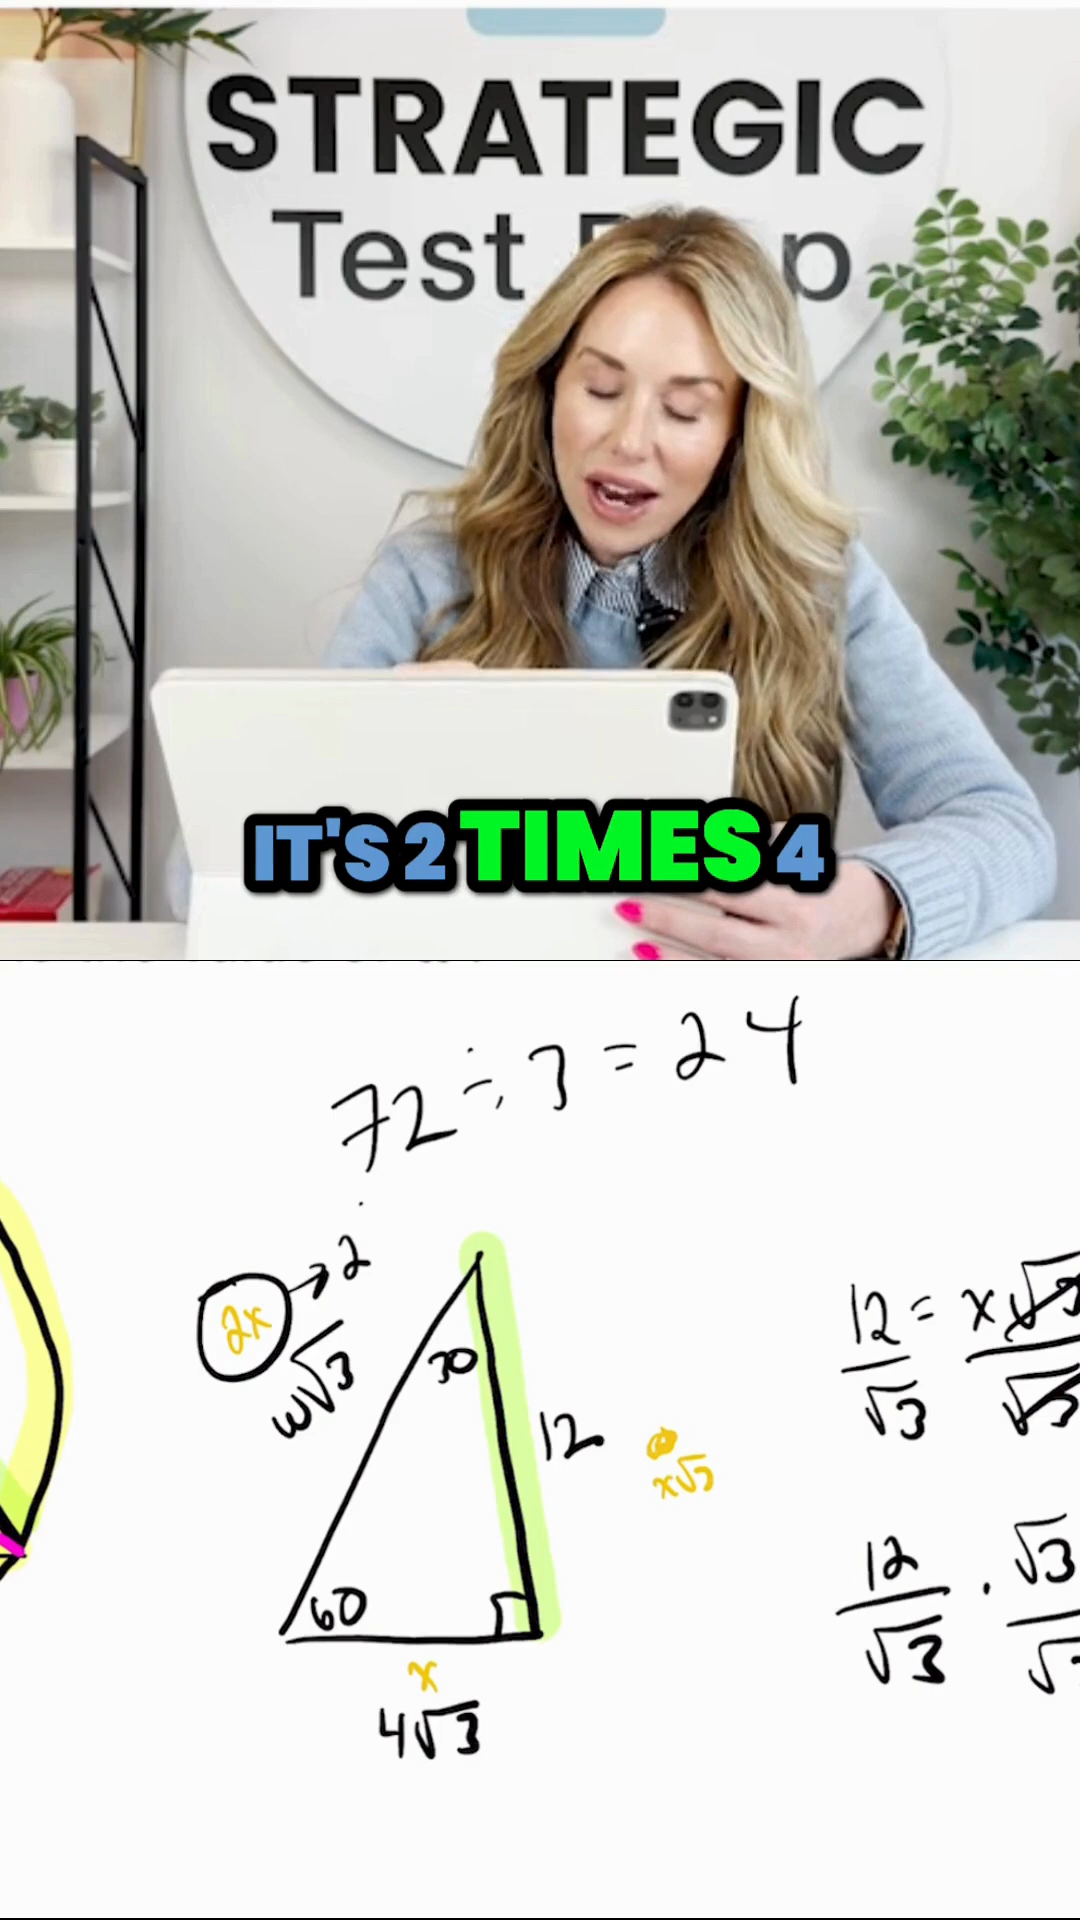 STRATEGIC
Test p
IT'S 2 TIMES 4
72 ÷ 3 = 24
2x → 2
w√3
30
12
x√3
60
x
4√3
12 = x√3
√3 √3
12 · √3
√3